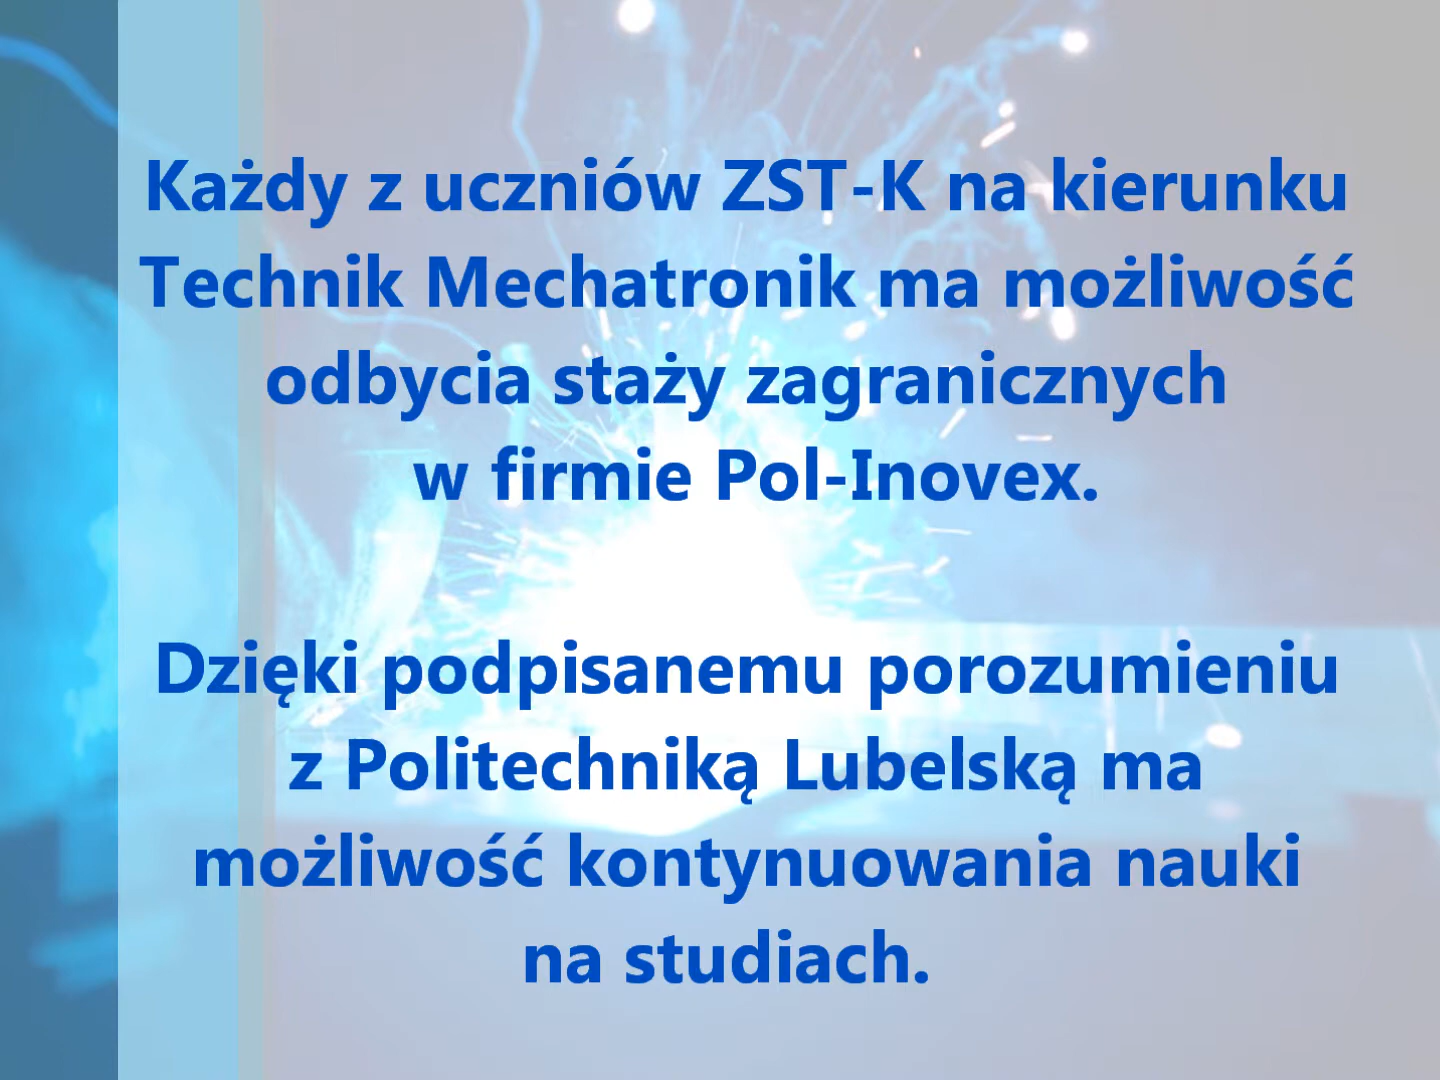 Każdy z uczniów ZST-K na kierunku
Technik Mechatronik ma możliwość
odbycia staży zagranicznych
w firmie Pol-Inovex.
Dzięki podpisanemu porozumieniu
z Politechniką Lubelską ma
możliwość kontynuowania nauki
na studiach.